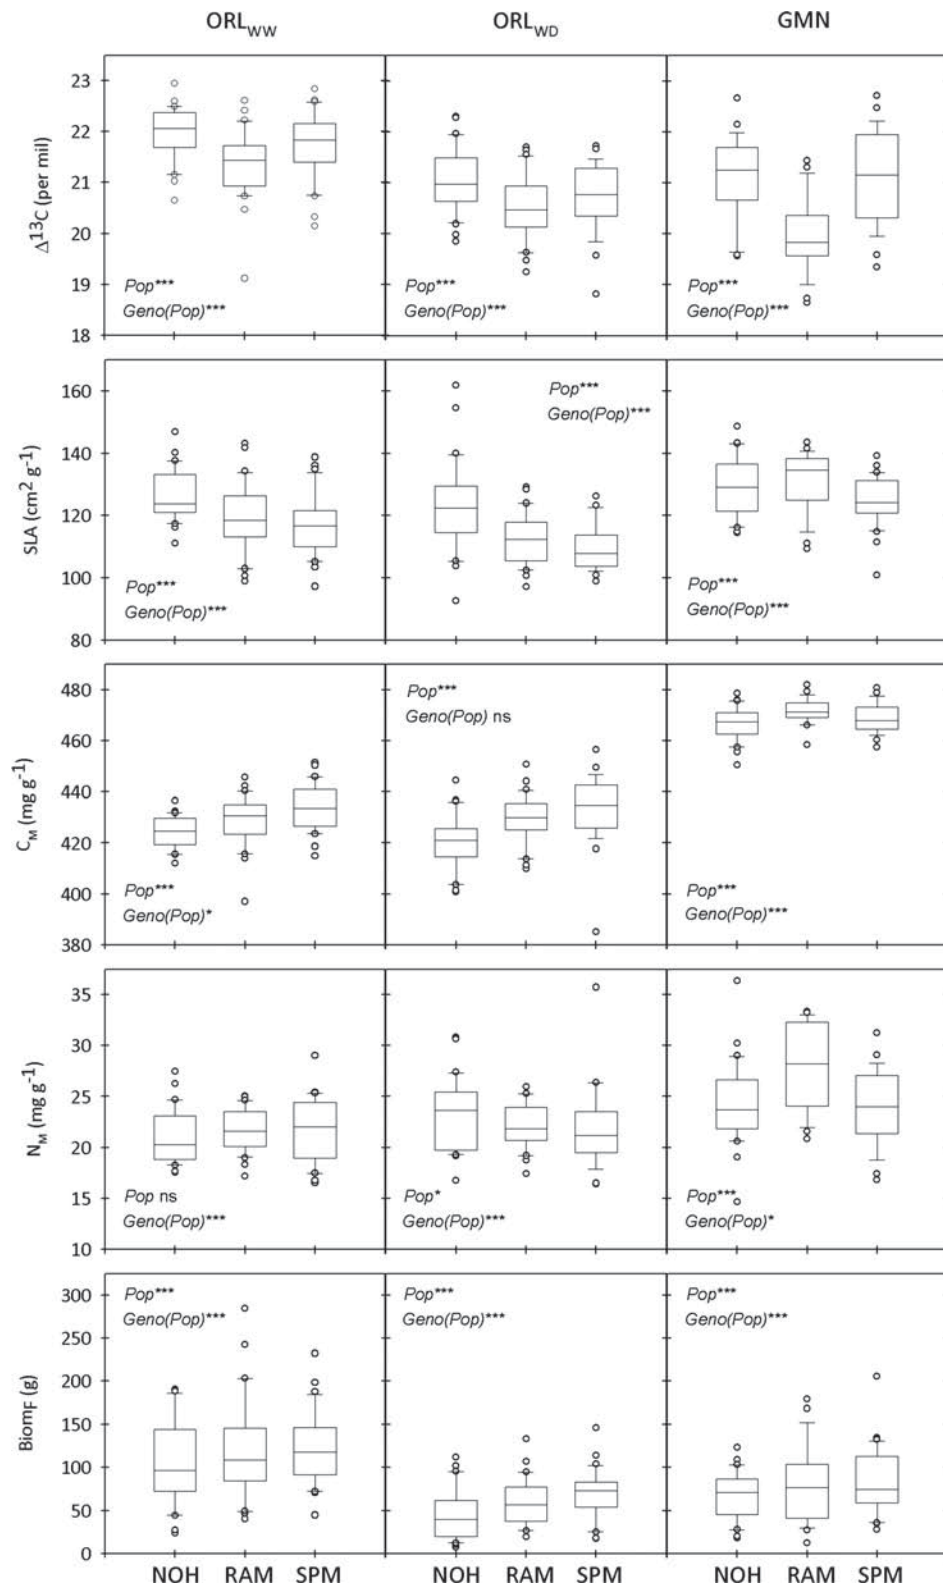 ORLWW ORLWD GMN
Δ13C (per mil)
23
22
21
20
19
18
Pop*** Pop*** Pop***
Geno(Pop)*** Geno(Pop)*** Geno(Pop)***
SLA (cm2 g-1)
160
140
120
100
80
Pop***
Geno(Pop)***
Pop*** Pop***
Geno(Pop)*** Geno(Pop)***
CM (mg g-1)
480
460
440
420
400
380
Pop***
Geno(Pop) ns
Pop*** Pop***
Geno(Pop)* Geno(Pop)***
NM (mg g-1)
35
30
25
20
15
10
Pop ns Pop* Pop***
Geno(Pop)*** Geno(Pop)*** Geno(Pop)*
BiomF (g)
300
250
200
150
100
50
0
Pop*** Pop*** Pop***
Geno(Pop)*** Geno(Pop)*** Geno(Pop)***
NOH RAM SPM NOH RAM SPM NOH RAM SPM